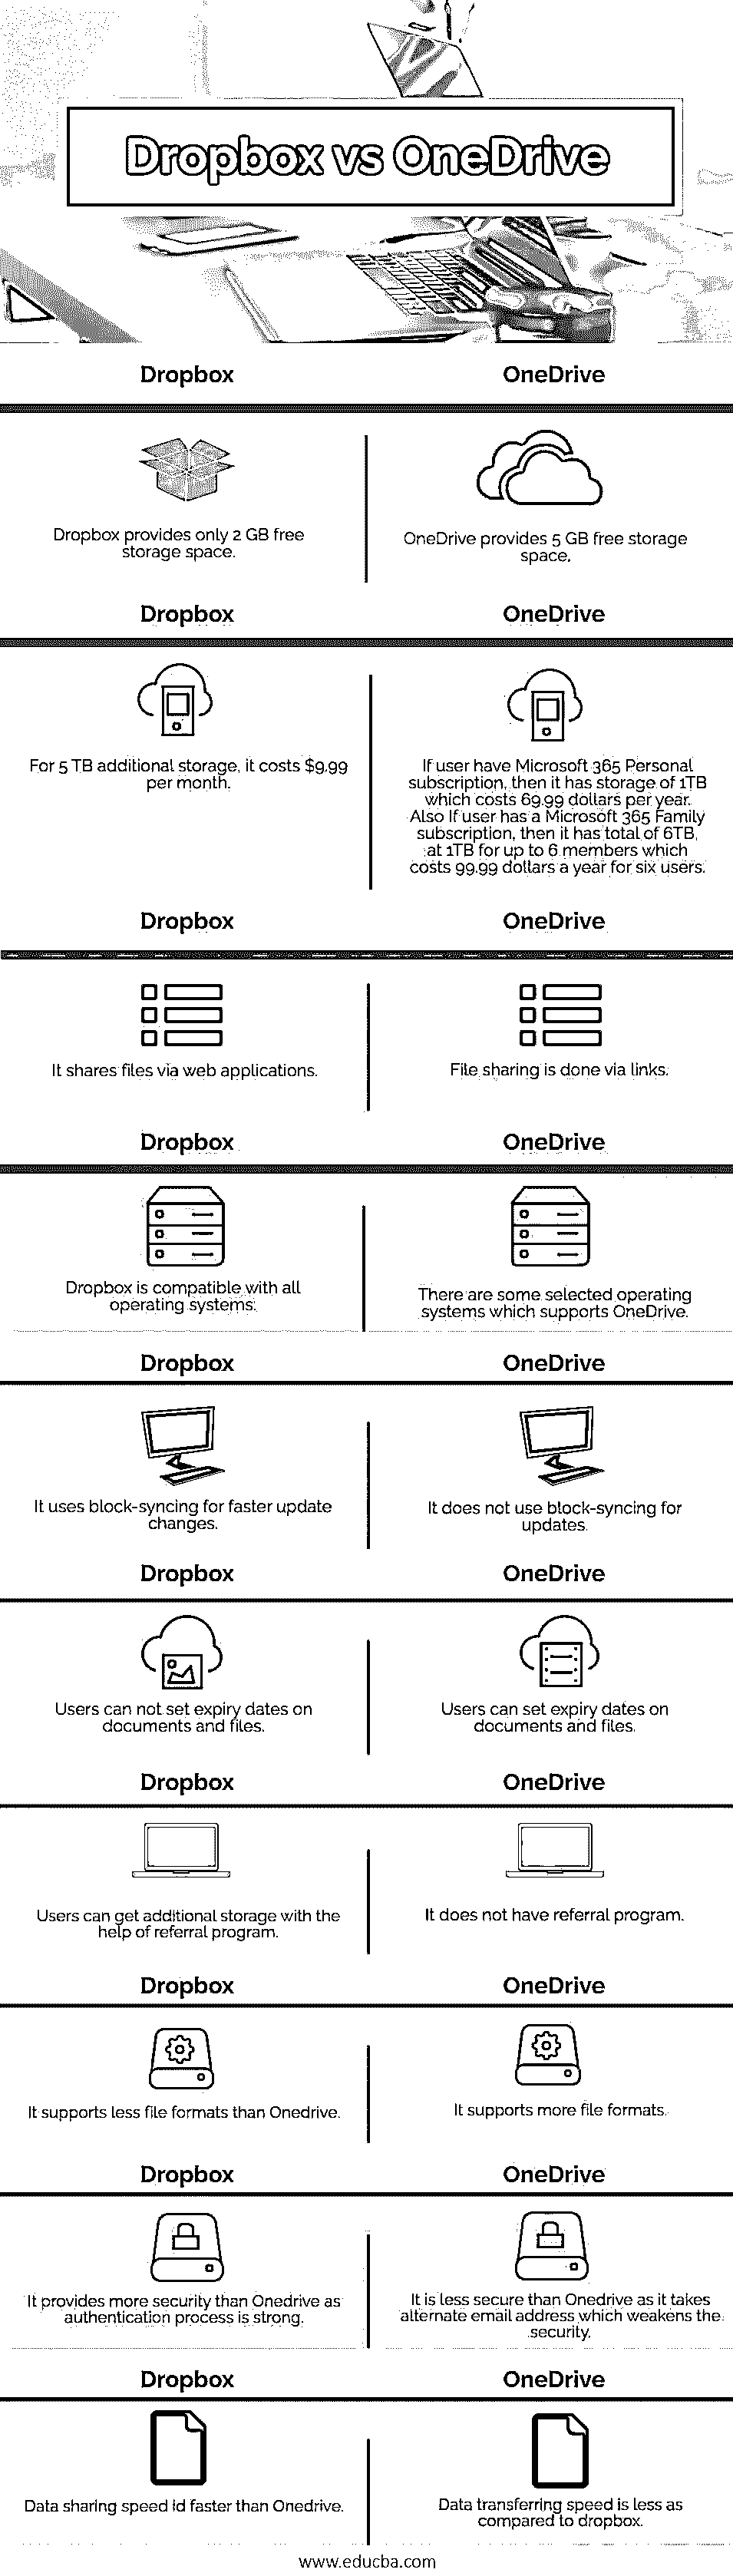 Dropbox vs OneDrive
Dropbox
OneDrive
Dropbox provides only 2 GB free
storage space.
OneDrive provides 5 GB free storage
space.
Dropbox
OneDrive
For 5 TB additional storage, it costs $9.99
per month.
If user have Microsoft 365 Personal
subscription, then it has storage of 1TB
which costs 69.99 dollars per year.
Also If user has a Microsoft 365 Family
subscription, then it has total of 6TB,
at 1TB for up to 6 members which
costs 99.99 dollars a year for six users.
Dropbox
OneDrive
It shares files via web applications.
File sharing is done via links.
Dropbox
OneDrive
Dropbox is compatible with all
operating systems.
There are some selected operating
systems which supports OneDrive.
Dropbox
OneDrive
It uses block-syncing for faster update
changes.
It does not use block-syncing for
updates.
Dropbox
OneDrive
Users can not set expiry dates on
documents and files.
Users can set expiry dates on
documents and files.
Dropbox
OneDrive
Users can get additional storage with the
help of referral program.
It does not have referral program.
Dropbox
OneDrive
It supports less file formats than Onedrive.
It supports more file formats.
Dropbox
OneDrive
It provides more security than Onedrive as
authentication process is strong.
It is less secure than Onedrive as it takes
alternate email address which weakens the
security.
Dropbox
OneDrive
Data sharing speed id faster than Onedrive.
Data transferring speed is less as
compared to dropbox.
www.educba.com